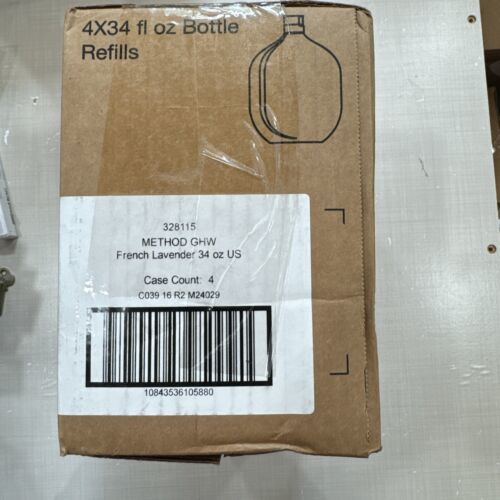 4X34 fl oz Bottle
Refills
328115
METHOD GHW
French Lavender 34 oz US
Case Count: 4
C039 16 R2 M24029
10843536105880